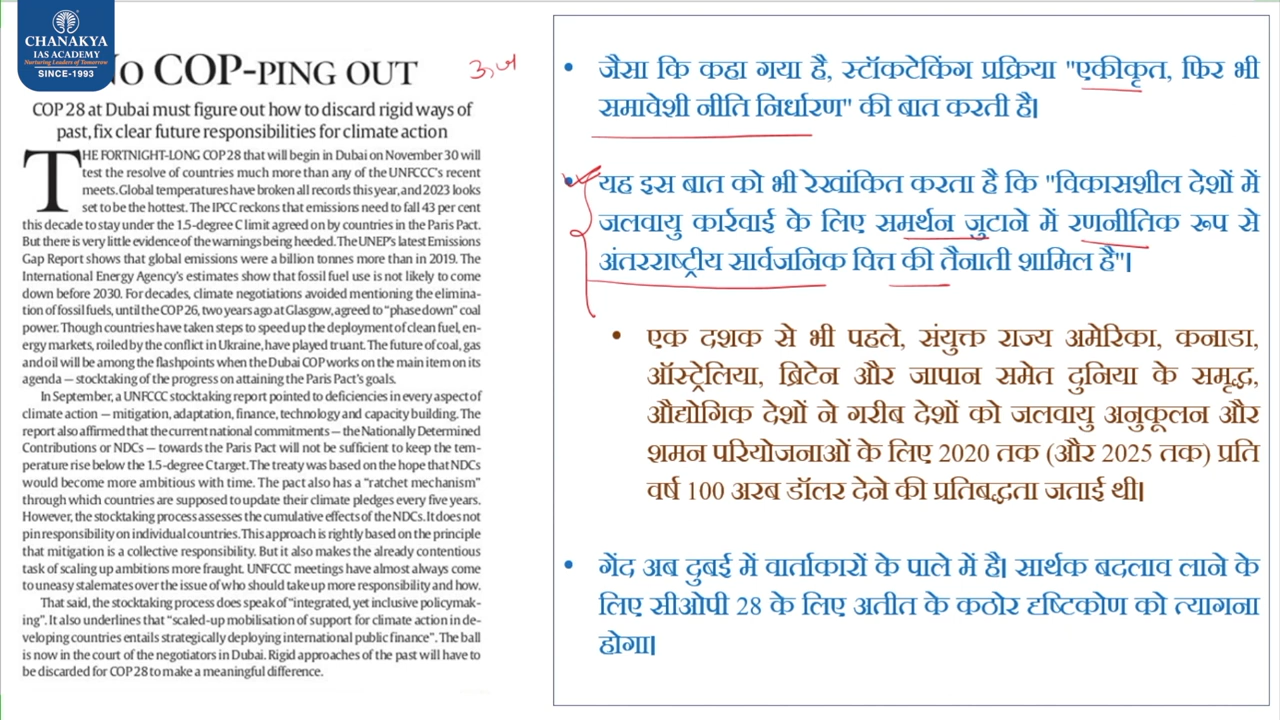 CHANAKYA
IAS ACADEMY
Nurturing Leaders of Tomorrow
SINCE-1993
No COP-PING OUT
COP 28 at Dubai must figure out how to discard rigid ways of
past, fix clear future responsibilities for climate action
THE FORTNIGHT-LONG COP 28 that will begin in Dubai on November 30 will
test the resolve of countries much more than any of the UNFCCC's recent
meets. Global temperatures have broken all records this year, and 2023 looks
set to be the hottest. The IPCC reckons that emissions need to fall 43 per cent
this decade to stay under the 1.5-degree C limit agreed on by countries in the Paris Pact.
But there is very little evidence of the warnings being heeded. The UNEP's latest Emissions
Gap Report shows that global emissions were a billion tonnes more than in 2019. The
International Energy Agency's estimates show that fossil fuel use is not likely to come
down before 2030. For decades, climate negotiations avoided mentioning the elimina-
tion of fossil fuels, until the COP 26, two years ago at Glasgow, agreed to "phase down" coal
power. Though countries have taken steps to speed up the deployment of clean fuel, en-
ergy markets, roiled by the conflict in Ukraine, have played truant. The future of coal, gas
and oil will be among the flashpoints when the Dubai COP works on the main item on its
agenda — stocktaking of the progress on attaining the Paris Pact's goals.
In September, a UNFCCC stocktaking report pointed to deficiencies in every aspect of
climate action — mitigation, adaptation, finance, technology and capacity building. The
report also affirmed that the current national commitments — the Nationally Determined
Contributions or NDCs — towards the Paris Pact will not be sufficient to keep the tem-
perature rise below the 1.5-degree C target. The treaty was based on the hope that NDCs
would become more ambitious with time. The pact also has a "ratchet mechanism"
through which countries are supposed to update their climate pledges every five years.
However, the stocktaking process assesses the cumulative effects of the NDCs. It does not
pin responsibility on individual countries. This approach is rightly based on the principle
that mitigation is a collective responsibility. But it also makes the already contentious
task of scaling up ambitions more fraught. UNFCCC meetings have almost always come
to uneasy stalemates over the issue of who should take up more responsibility and how.
That said, the stocktaking process does speak of "integrated, yet inclusive policymak-
ing". It also underlines that "scaled-up mobilisation of support for climate action in de-
veloping countries entails strategically deploying international public finance". The ball
is now in the court of the negotiators in Dubai. Rigid approaches of the past will have to
be discarded for COP 28 to make a meaningful difference.
• जैसा कि कहा गया है, स्टॉकटेकिंग प्रक्रिया "एकीकृत, फिर भी
समावेशी नीति निर्धारण" की बात करती है।
• यह इस बात को भी रेखांकित करता है कि "विकासशील देशों में
जलवायु कार्रवाई के लिए समर्थन जुटाने में रणनीतिक रूप से
अंतरराष्ट्रीय सार्वजनिक वित्त की तैनाती शामिल है"।
• एक दशक से भी पहले, संयुक्त राज्य अमेरिका, कनाडा,
ऑस्ट्रेलिया, ब्रिटेन और जापान समेत दुनिया के समृद्ध,
औद्योगिक देशों ने गरीब देशों को जलवायु अनुकूलन और
शमन परियोजनाओं के लिए 2020 तक (और 2025 तक) प्रति
वर्ष 100 अरब डॉलर देने की प्रतिबद्धता जताई थी।
• गेंद अब दुबई में वार्ताकारों के पाले में है। सार्थक बदलाव लाने के
लिए सीओपी 28 के लिए अतीत के कठोर दृष्टिकोण को त्यागना
होगा।